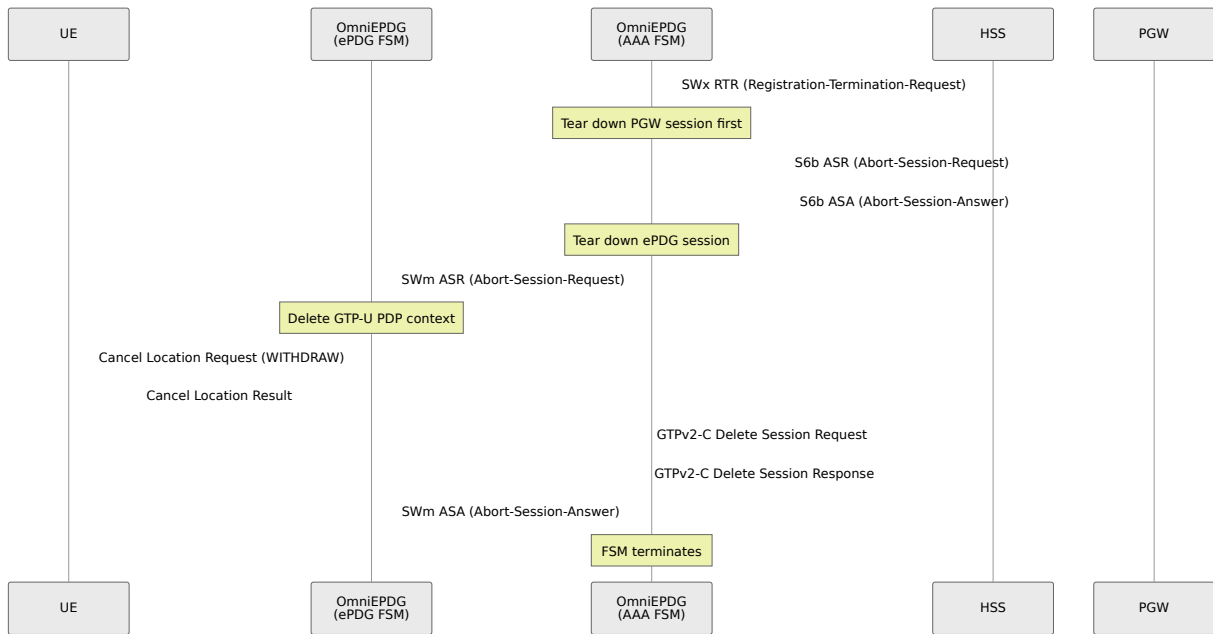 UE
OmniEPDG
(ePDG FSM)
OmniEPDG
(AAA FSM)
HSS
PGW
SWx RTR (Registration-Termination-Request)
Tear down PGW session first
S6b ASR (Abort-Session-Request)
S6b ASA (Abort-Session-Answer)
Tear down ePDG session
SWm ASR (Abort-Session-Request)
Delete GTP-U PDP context
Cancel Location Request (WITHDRAW)
Cancel Location Result
GTPv2-C Delete Session Request
GTPv2-C Delete Session Response
SWm ASA (Abort-Session-Answer)
FSM terminates
UE
OmniEPDG
(ePDG FSM)
OmniEPDG
(AAA FSM)
HSS
PGW